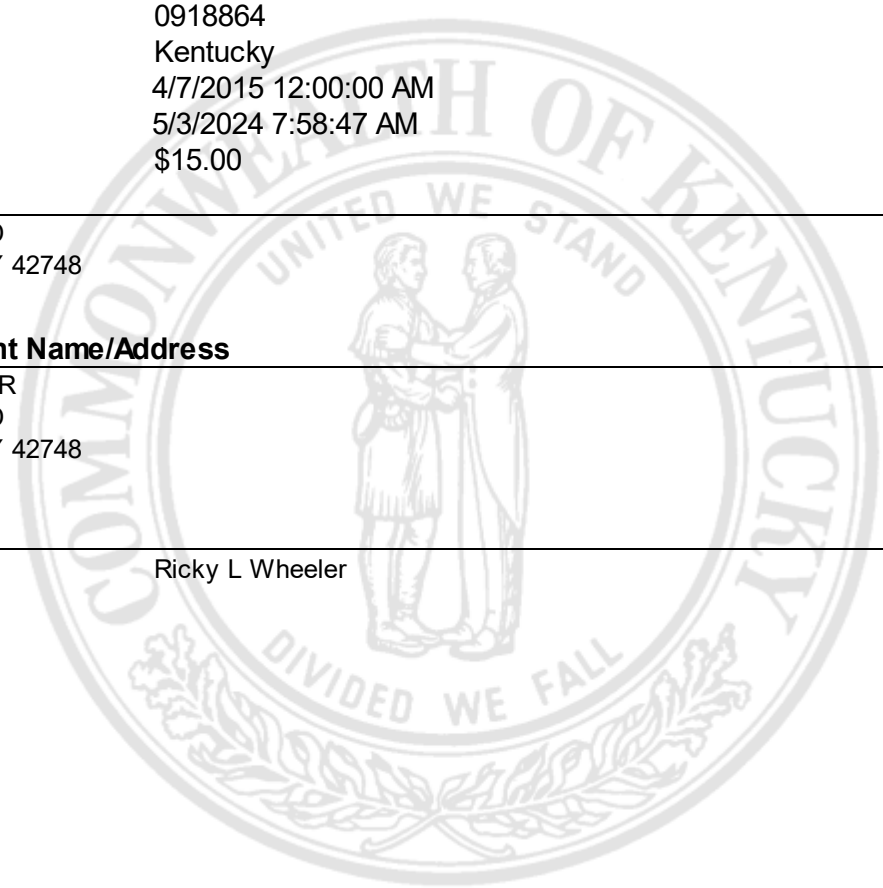 0918864
Kentucky
4/7/2015 12:00:00 AM
5/3/2024 7:58:47 AM
$15.00
D
Y 42748
nt Name/Address
R
D
Y 42748
Ricky L Wheeler
COMMONWEALTH OF KENTUCKY
UNITED WE STAND
DIVIDED WE FALL